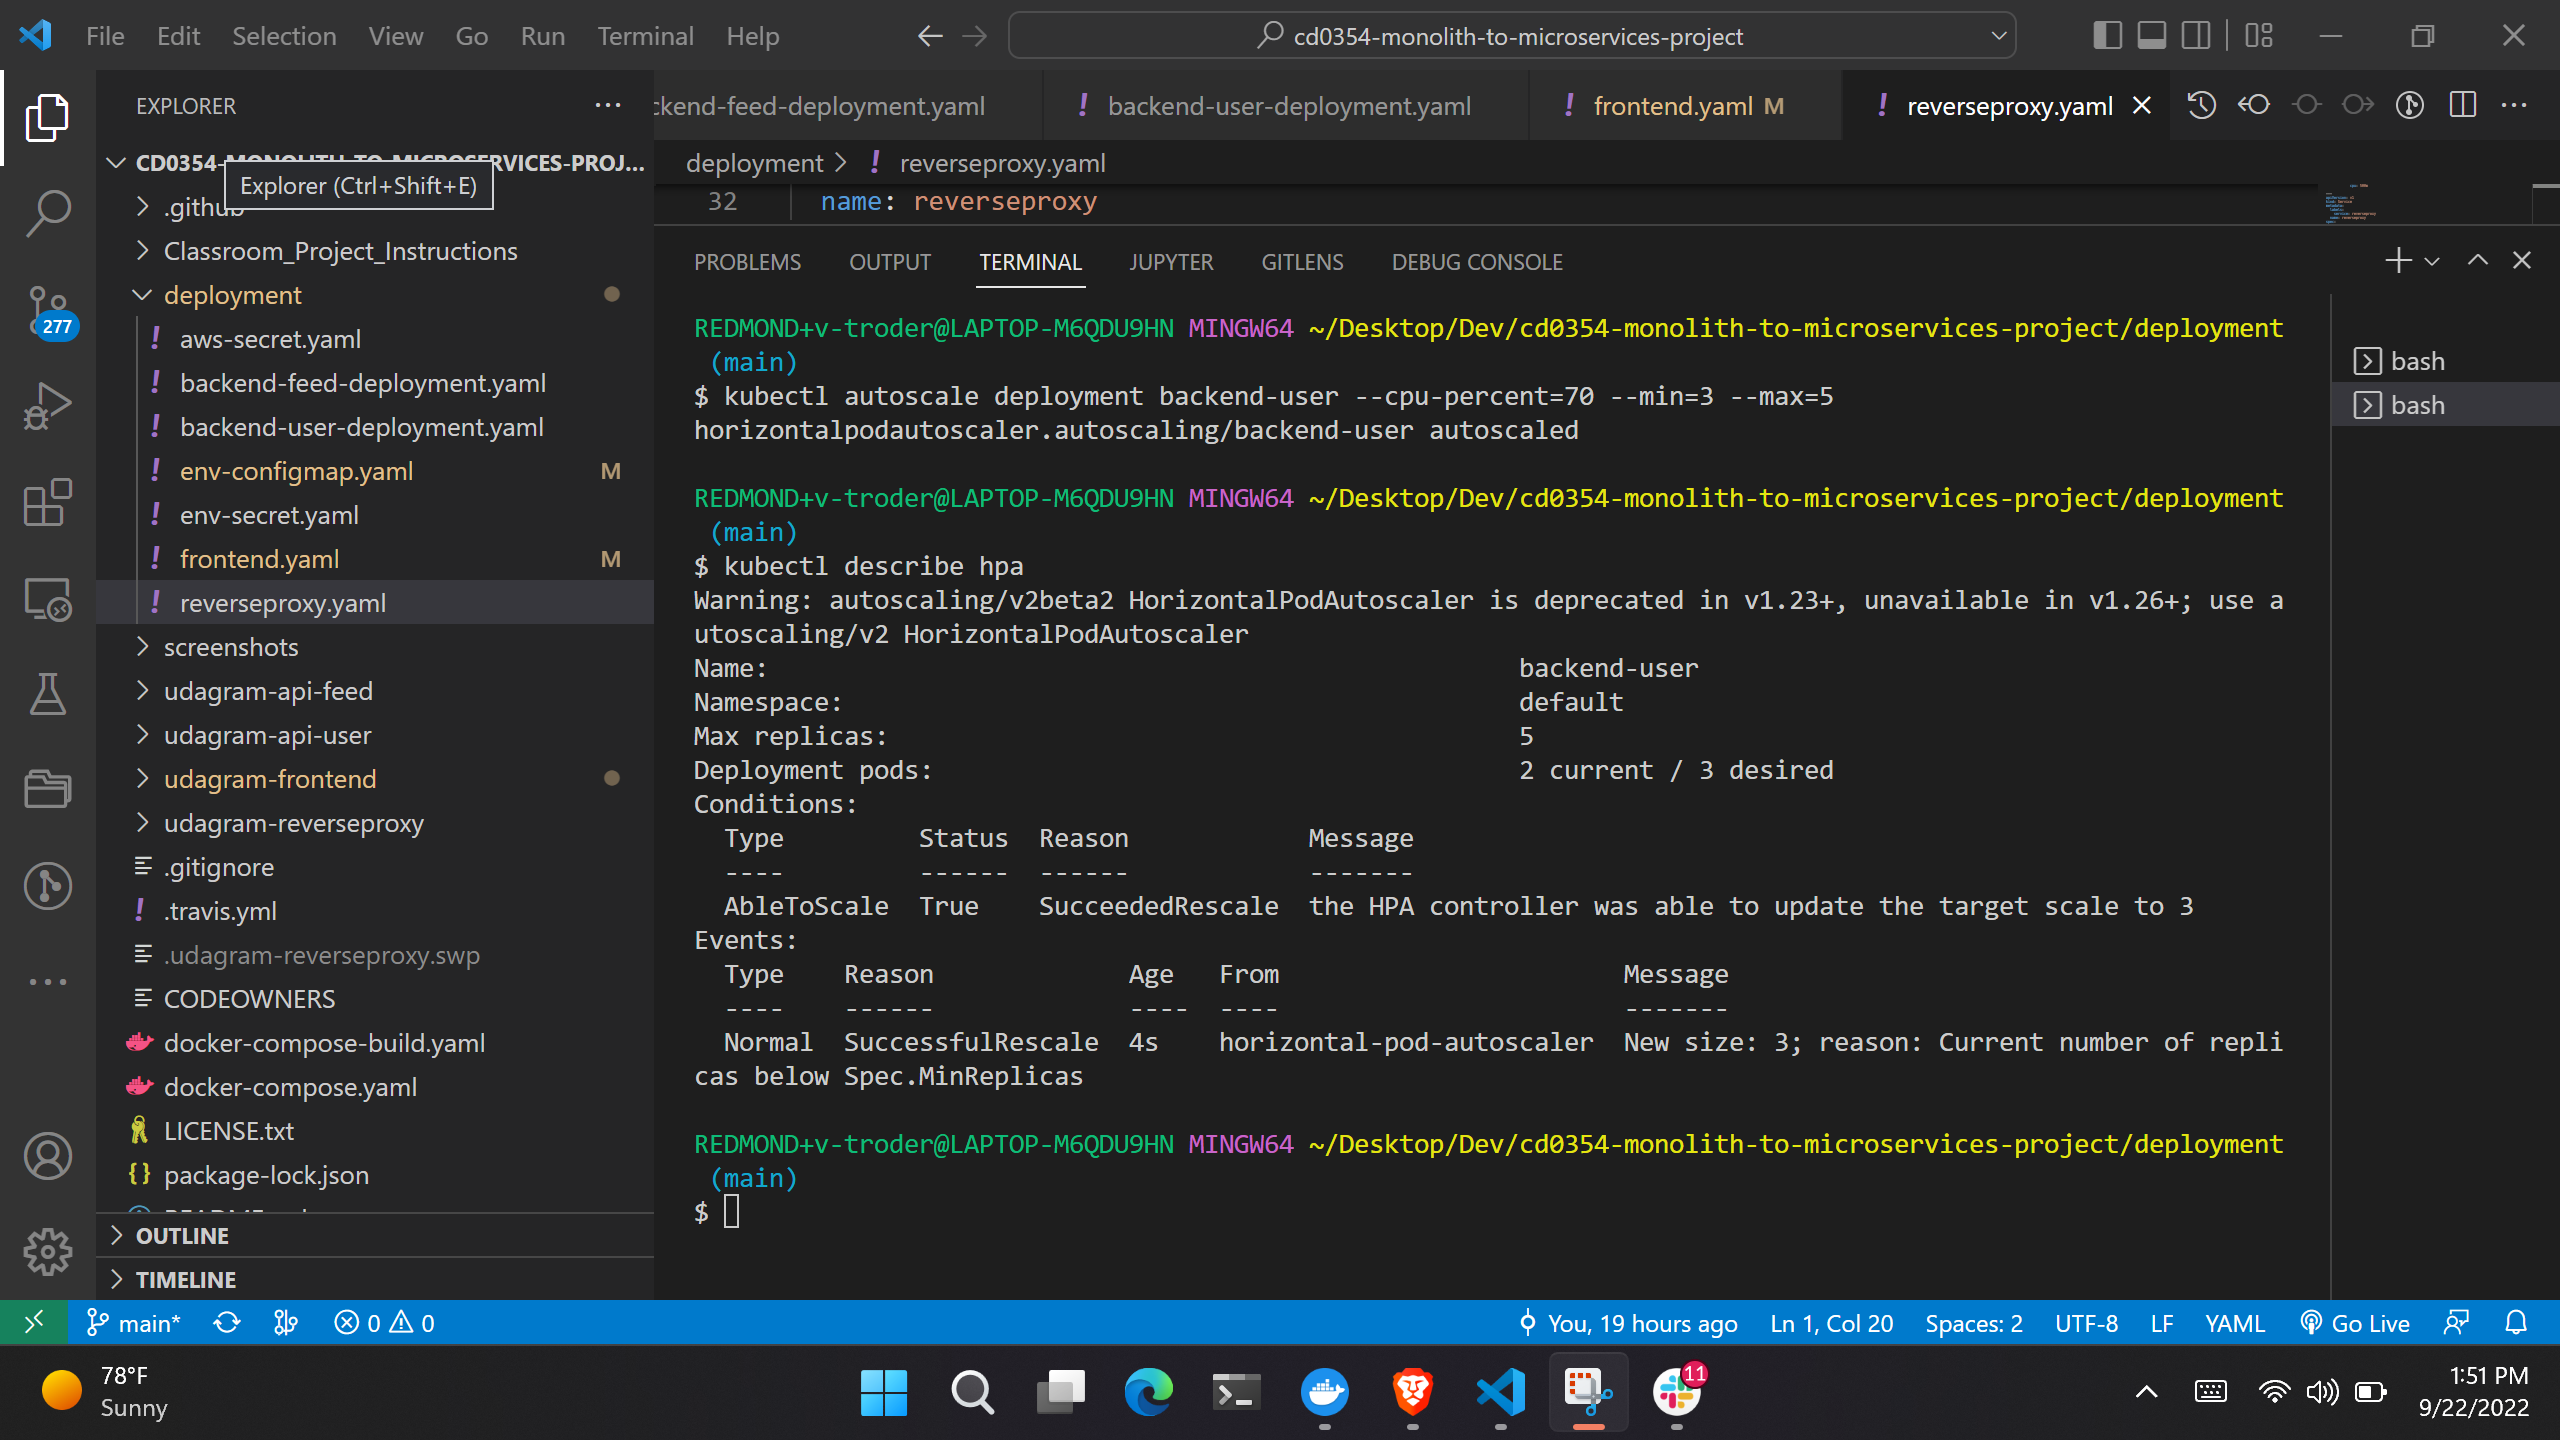 File Edit Selection View Go Run Terminal Help
cd0354-monolith-to-microservices-project
EXPLORER
CD0354-MONOLITH-TO-MICROSERVICES-PROJ...
Explorer (Ctrl+Shift+E)
.github
Classroom_Project_Instructions
deployment
aws-secret.yaml
backend-feed-deployment.yaml
backend-user-deployment.yaml
env-configmap.yaml M
env-secret.yaml
frontend.yaml M
reverseproxy.yaml
screenshots
udagram-api-feed
udagram-api-user
udagram-frontend
udagram-reverseproxy
.gitignore
.travis.yml
.udagram-reverseproxy.swp
CODEOWNERS
docker-compose-build.yaml
docker-compose.yaml
LICENSE.txt
package-lock.json
OUTLINE
TIMELINE
277
ckend-feed-deployment.yaml
backend-user-deployment.yaml
frontend.yaml M
reverseproxy.yaml
deployment > ! reverseproxy.yaml
32 name: reverseproxy
PROBLEMS OUTPUT TERMINAL JUPYTER GITLENS DEBUG CONSOLE
REDMOND+v-troder@LAPTOP-M6QDU9HN MINGW64 ~/Desktop/Dev/cd0354-monolith-to-microservices-project/deployment
(main)
$ kubectl autoscale deployment backend-user --cpu-percent=70 --min=3 --max=5
horizontalpodautoscaler.autoscaling/backend-user autoscaled
REDMOND+v-troder@LAPTOP-M6QDU9HN MINGW64 ~/Desktop/Dev/cd0354-monolith-to-microservices-project/deployment
(main)
$ kubectl describe hpa
Warning: autoscaling/v2beta2 HorizontalPodAutoscaler is deprecated in v1.23+, unavailable in v1.26+; use a
utoscaling/v2 HorizontalPodAutoscaler
Name: backend-user
Namespace: default
Max replicas: 5
Deployment pods: 2 current / 3 desired
Conditions:
Type Status Reason Message
---- ------ ------ -------
AbleToScale True SucceededRescale the HPA controller was able to update the target scale to 3
Events:
Type Reason Age From Message
---- ------ ---- ---- -------
Normal SuccessfulRescale 4s horizontal-pod-autoscaler New size: 3; reason: Current number of repli
cas below Spec.MinReplicas
REDMOND+v-troder@LAPTOP-M6QDU9HN MINGW64 ~/Desktop/Dev/cd0354-monolith-to-microservices-project/deployment
(main)
$
bash
bash
main* 0 0 You, 19 hours ago Ln 1, Col 20 Spaces: 2 UTF-8 LF YAML Go Live
78°F
Sunny
11
1:51 PM
9/22/2022